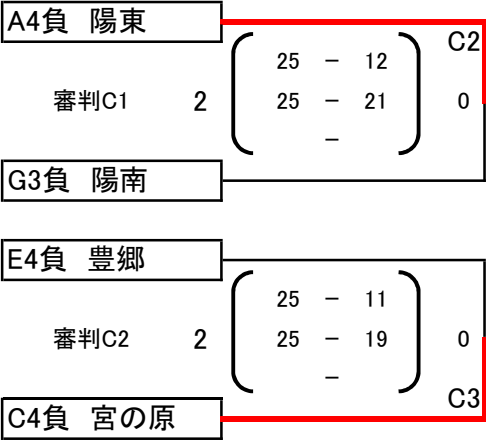 A4負 陽東
C2
25 － 12
審判C1 2 25 － 21 0
－
G3負 陽南
E4負 豊郷
25 － 11
審判C2 2 25 － 19 0
－
C3
C4負 宮の原